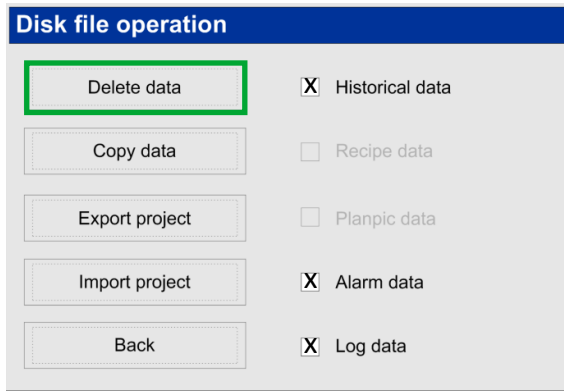 Disk file operation
Delete data
X Historical data
Copy data
Recipe data
Export project
Planpic data
Import project
X Alarm data
Back
X Log data